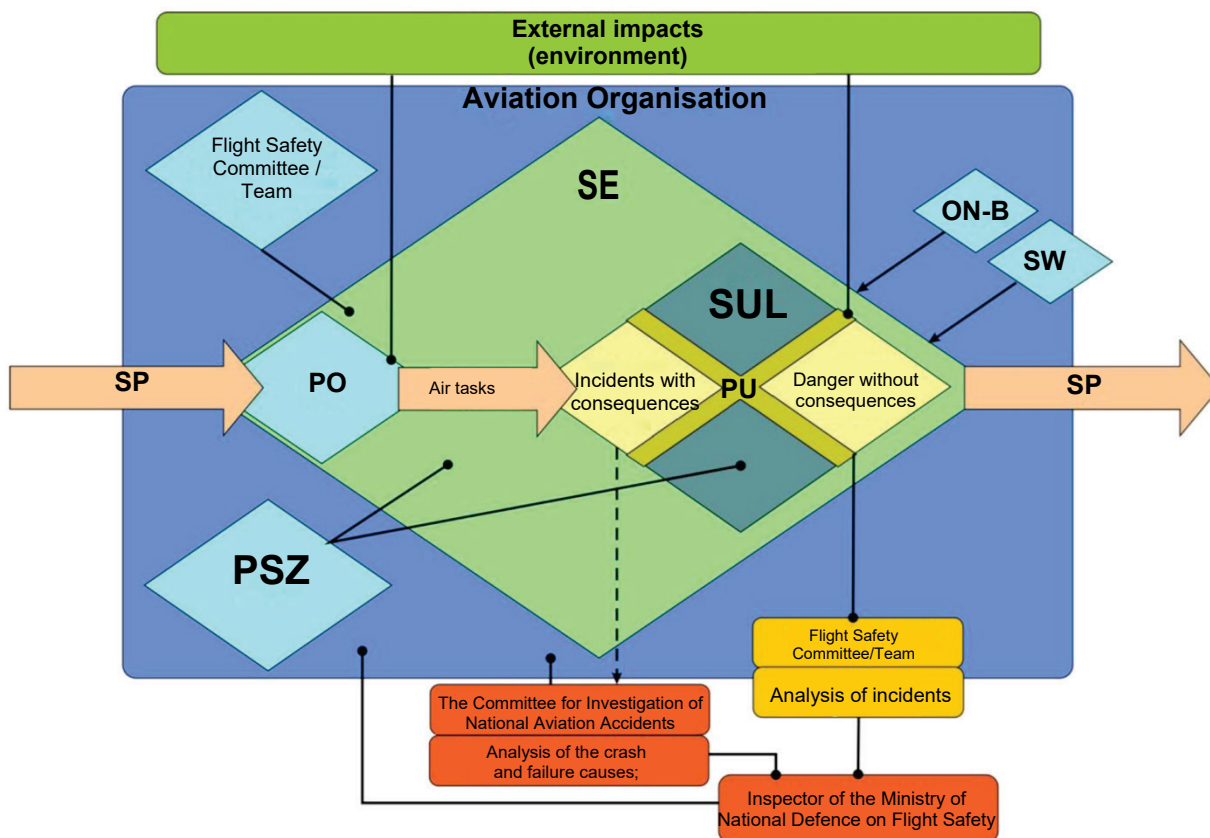 External impacts
(environment)
Aviation Organisation
Flight Safety
Committee /
Team
SE
ON-B
SW
SUL
SP
PO
Air tasks
Incidents with
consequences
PU
Danger without
consequences
SP
PSZ
Flight Safety
Committee/Team
Analysis of incidents
The Committee for Investigation of
National Aviation Accidents
Analysis of the crash
and failure causes;
Inspector of the Ministry of
National Defence on Flight Safety